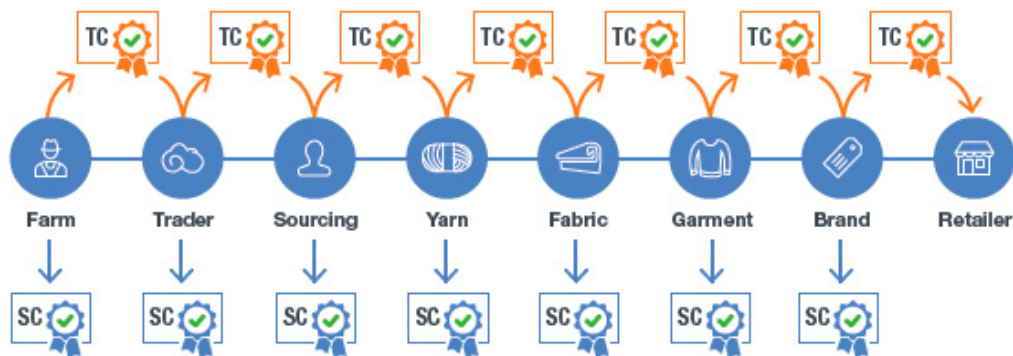 TC TC TC TC TC TC TC
Farm Trader Sourcing Yarn Fabric Garment Brand Retailer
SC SC SC SC SC SC SC